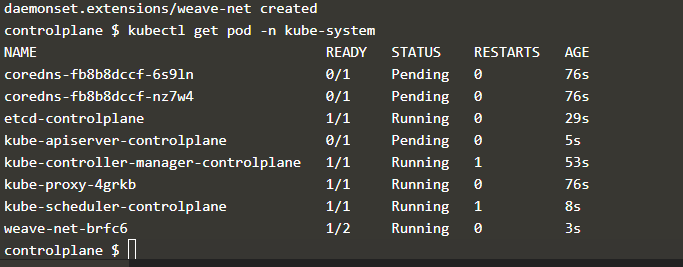 daemonset.extensions/weave-net created
controlplane $ kubectl get pod -n kube-system
NAME READY STATUS RESTARTS AGE
coredns-fb8b8dccf-6s9ln 0/1 Pending 0 76s
coredns-fb8b8dccf-nz7w4 0/1 Pending 0 76s
etcd-controlplane 1/1 Running 0 29s
kube-apiserver-controlplane 0/1 Pending 0 5s
kube-controller-manager-controlplane 1/1 Running 1 53s
kube-proxy-4grkb 1/1 Running 0 76s
kube-scheduler-controlplane 1/1 Running 1 8s
weave-net-brfc6 1/2 Running 0 3s
controlplane $